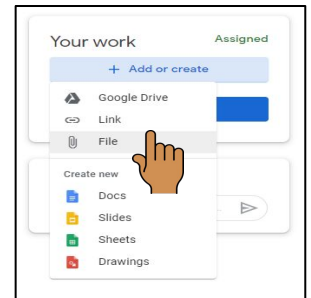 Your work
Assigned
+ Add or create
Google Drive
Link
File
Create new
Docs
Slides
Sheets
Drawings